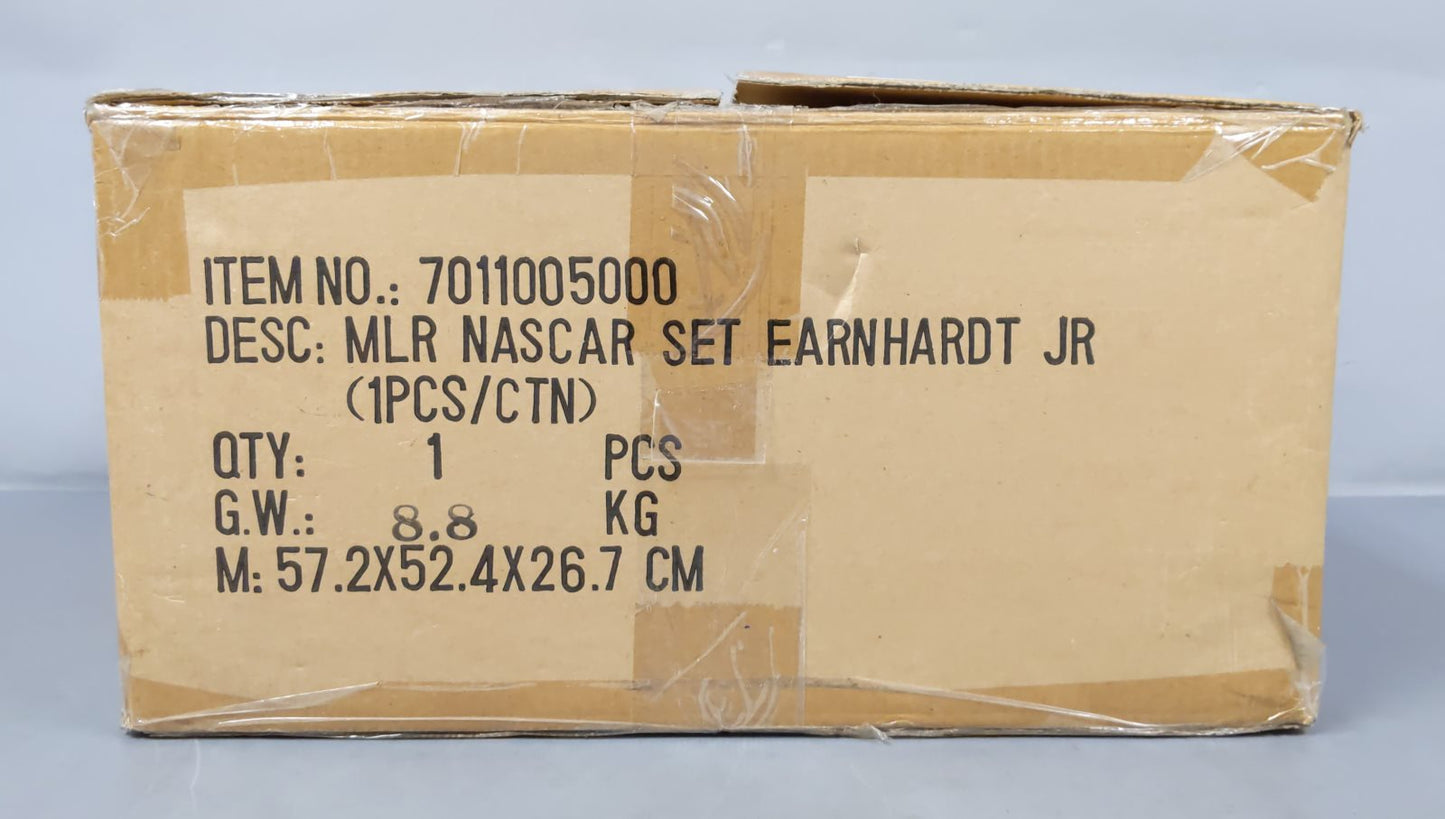 ITEM NO.: 7011005000
DESC: MLR NASCAR SET EARNHARDT JR
(1PCS/CTN)
QTY: 1 PCS
G.W.: 8.8 KG
M: 57.2X52.4X26.7 CM